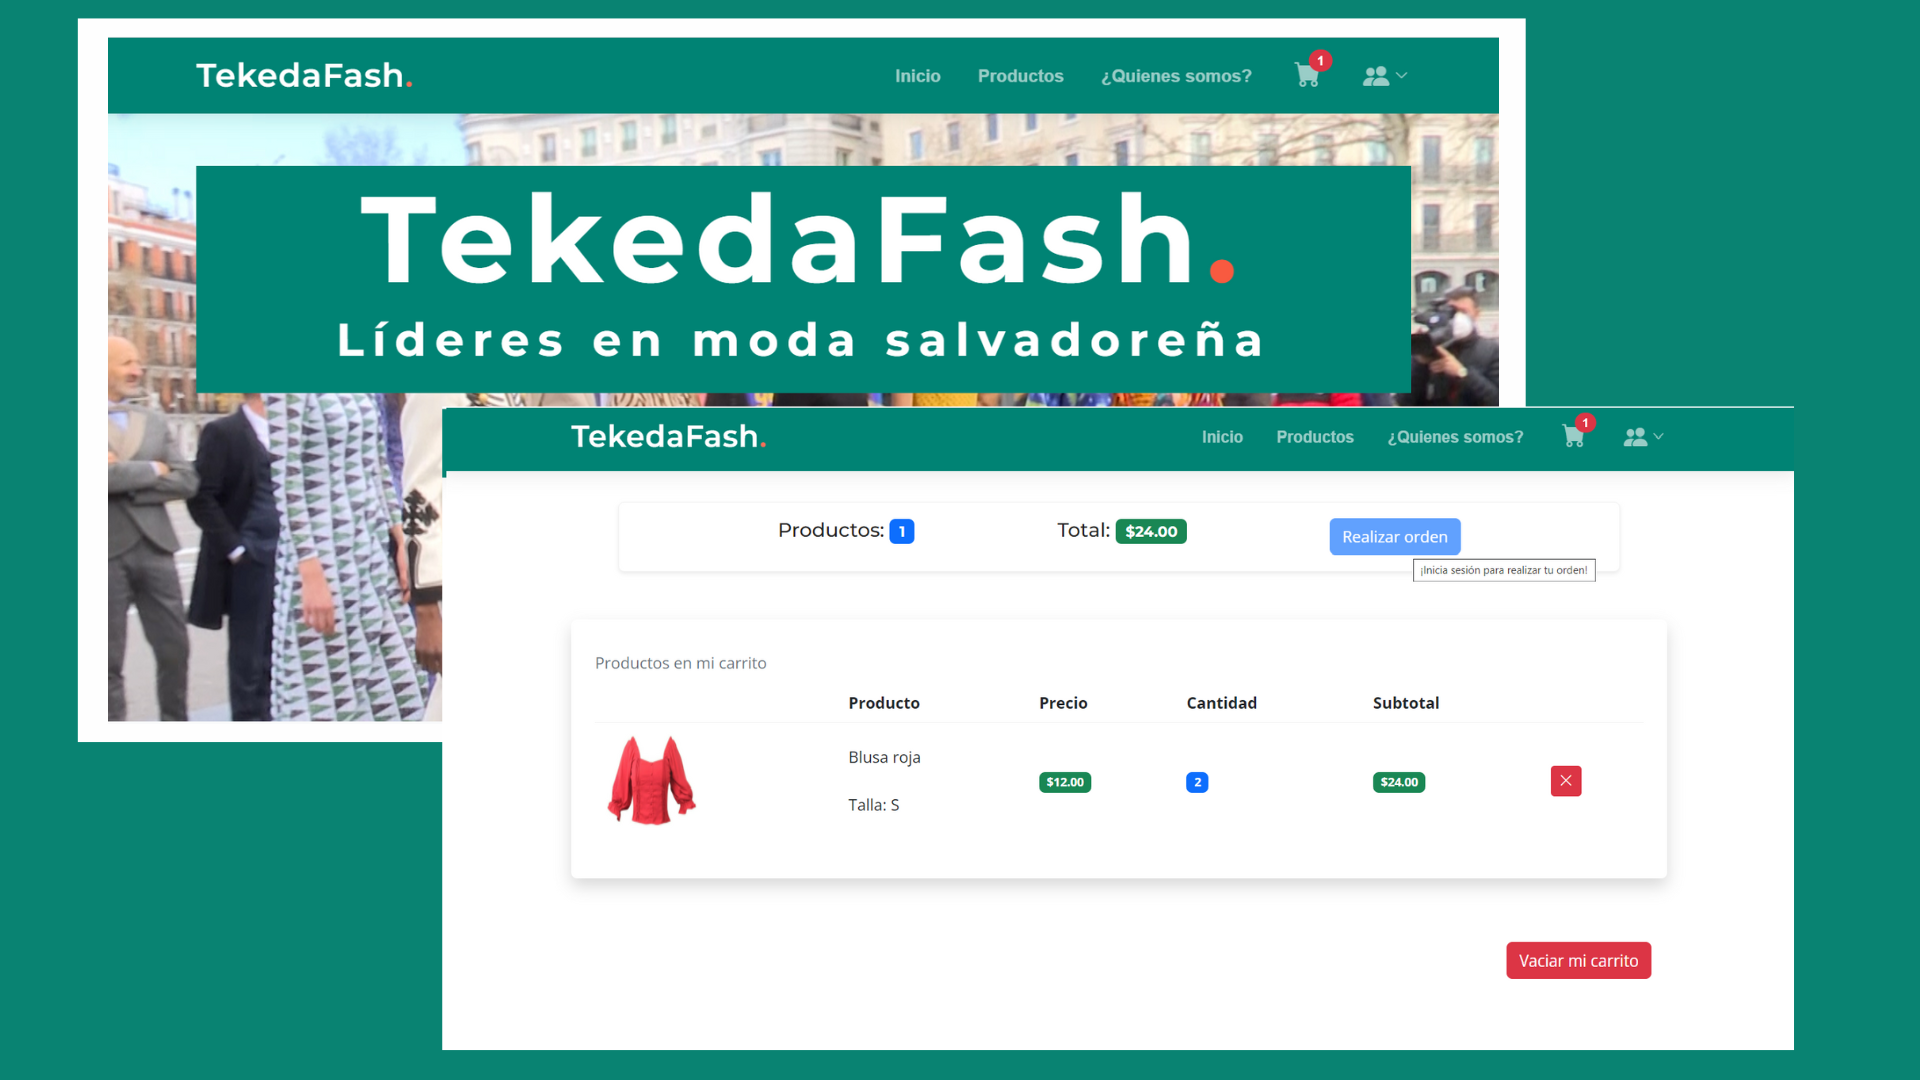 TekedaFash.
Inicio Productos ¿Quienes somos? 1
TekedaFash.
Líderes en moda salvadoreña
TekedaFash.
Inicio Productos ¿Quienes somos? 1
Productos: 1 Total: $24.00 Realizar orden
¡Inicia sesión para realizar tu orden!
Productos en mi carrito
Producto Precio Cantidad Subtotal
Blusa roja
$12.00 2 $24.00
Talla: S
Vaciar mi carrito